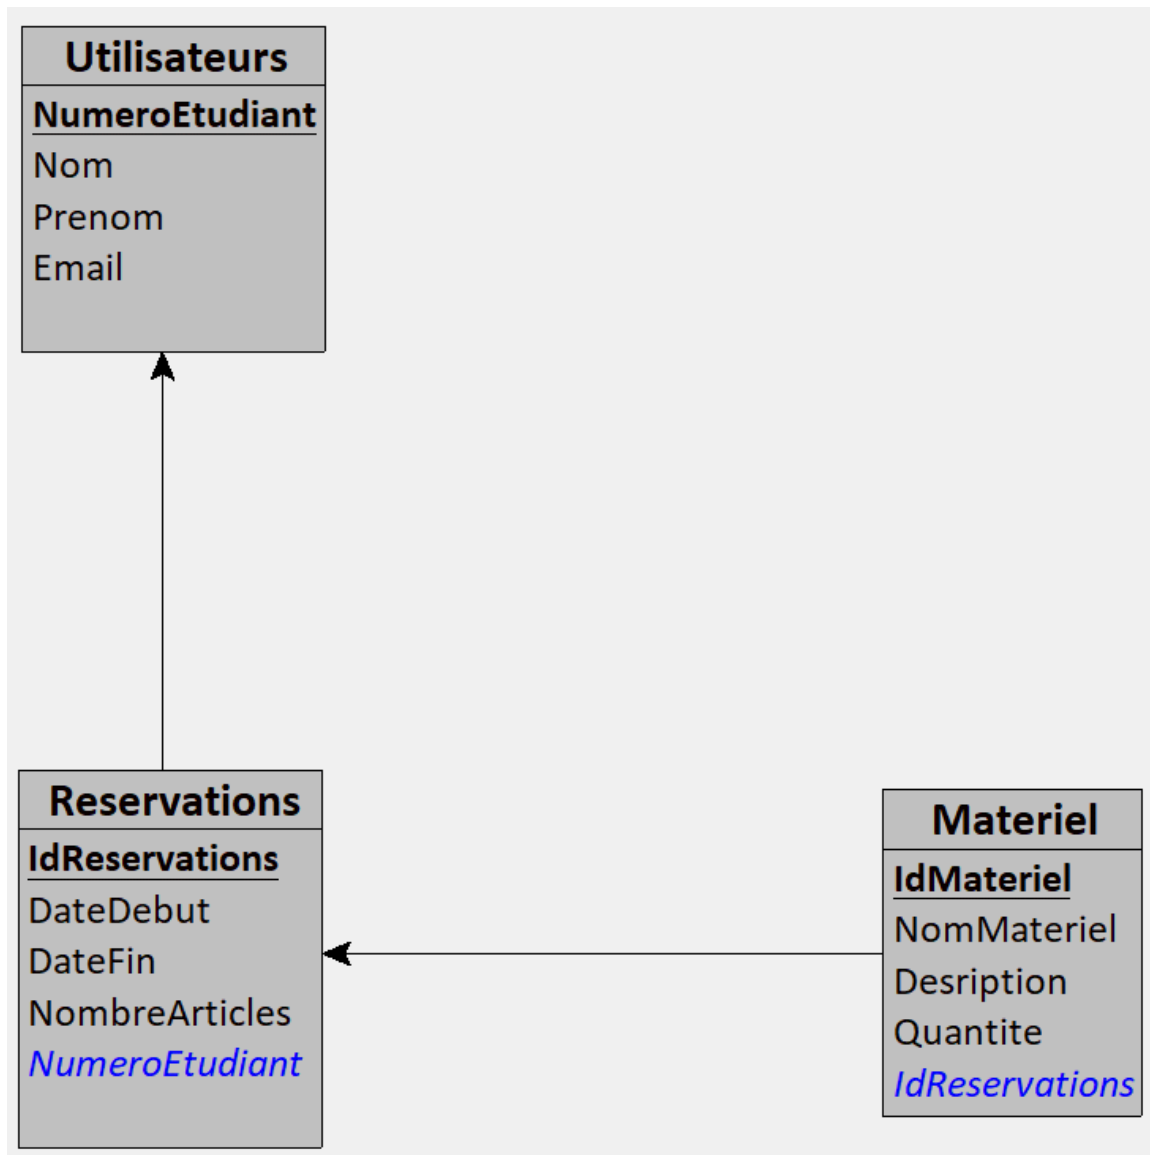 Utilisateurs
NumeroEtudiant
Nom
Prenom
Email
Reservations
IdReservations
DateDebut
DateFin
NombreArticles
NumeroEtudiant
Materiel
IdMateriel
NomMateriel
Desription
Quantite
IdReservations